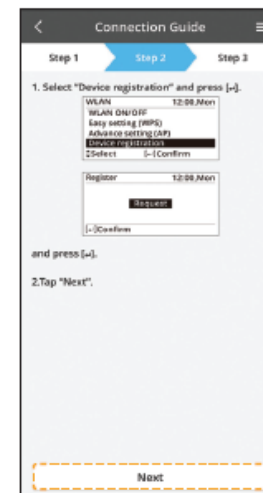 Connection Guide
Step 1 Step 2 Step 3
1. Select "Device registration" and press [↵].
WLAN 12:00,Mon
WLAN ON/OFF
Easy setting (WPS)
Advance setting (AP)
Device registration
Select [↵]Confirm
Register 12:00,Mon
Request
[↵]Confirm
and press [↵].
2.Tap "Next".
Next